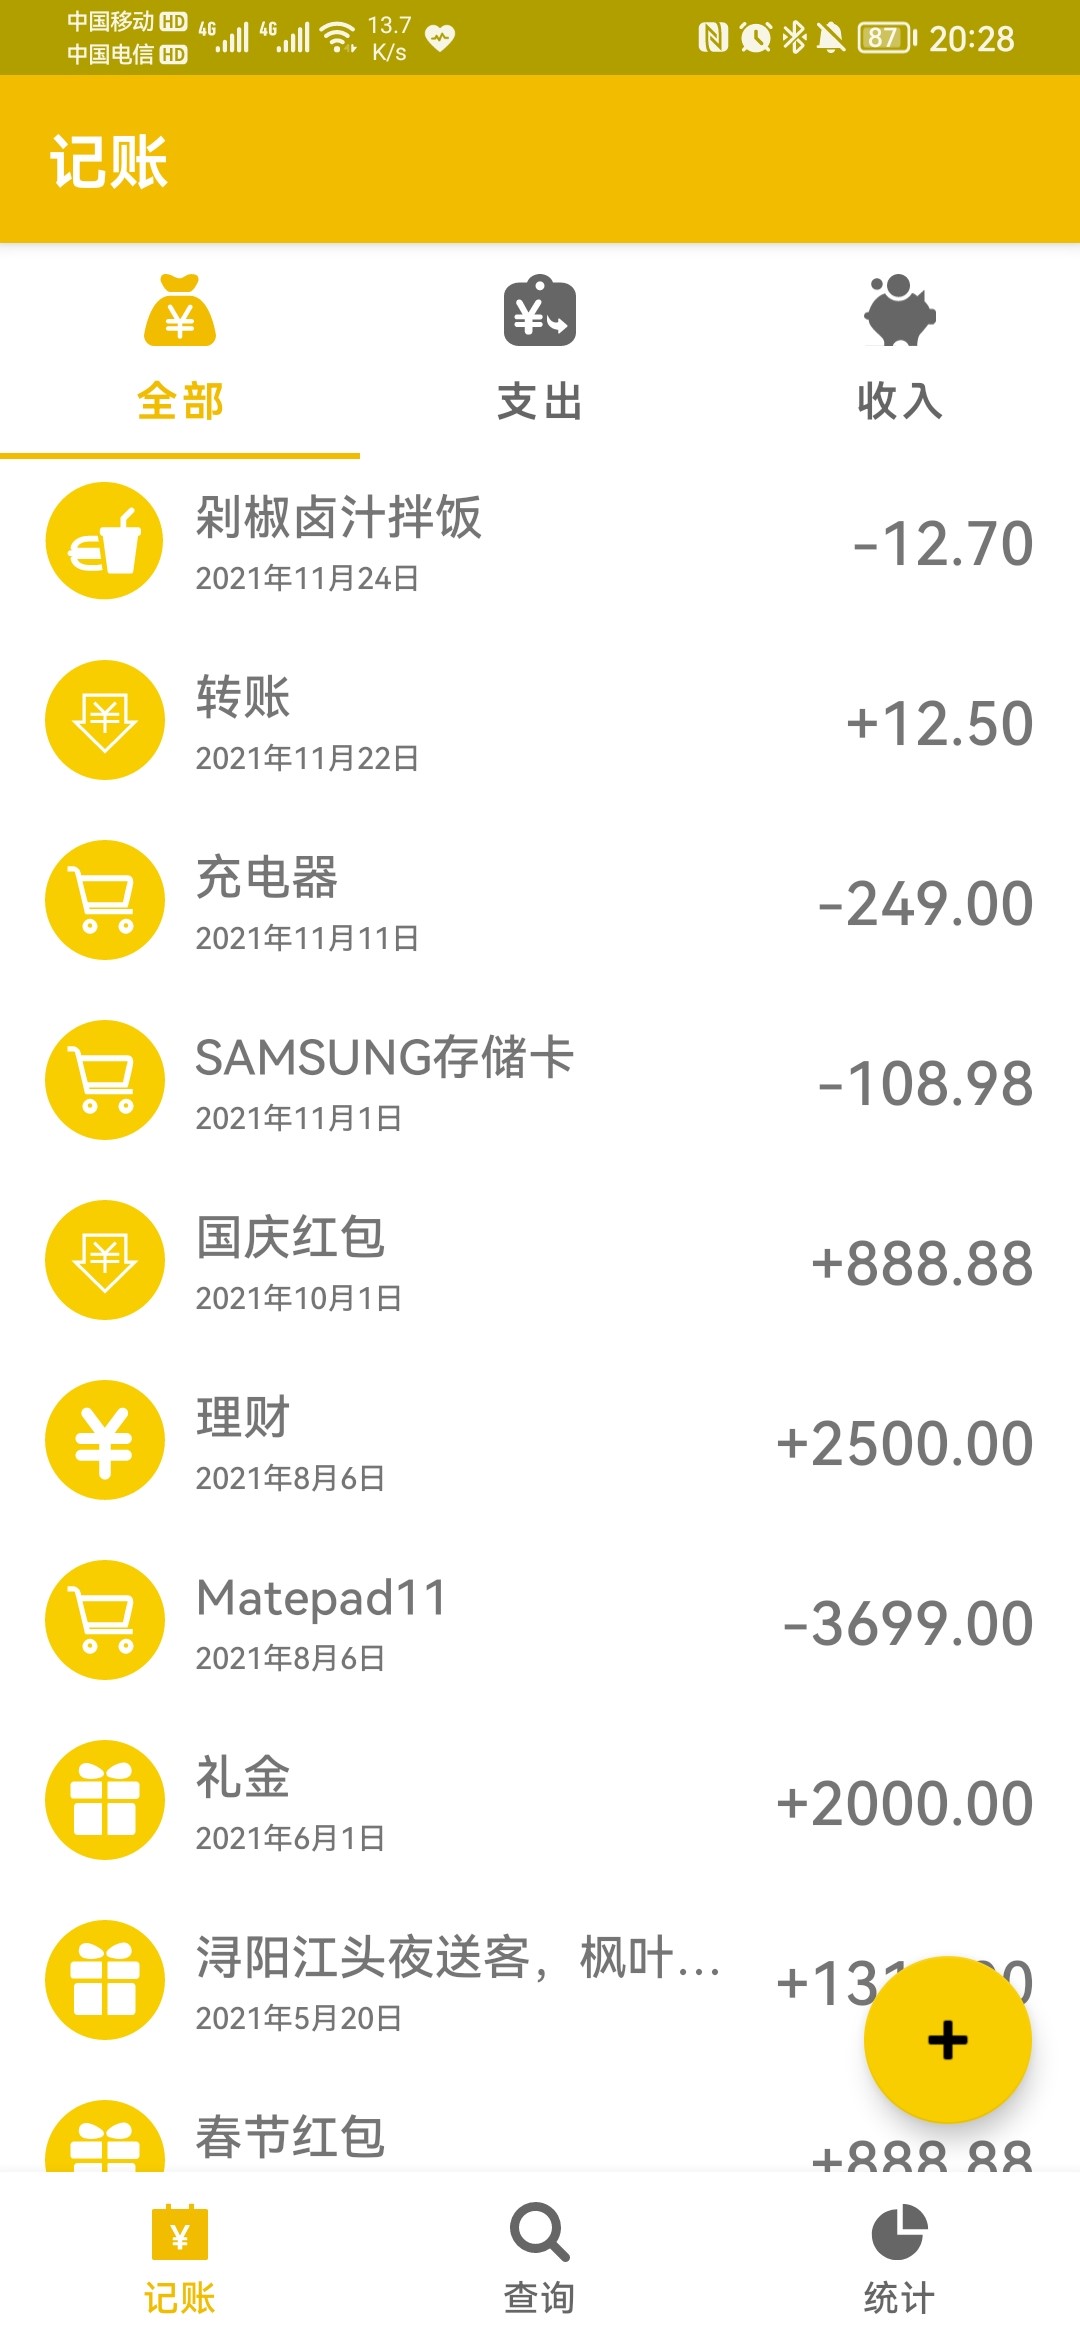 中国移动 HD 4G 4G 13.7 K/s 87 20:28
中国电信 HD
记账
全部 支出 收入
剁椒卤汁拌饭 -12.70
2021年11月24日
转账 +12.50
2021年11月22日
充电器 -249.00
2021年11月11日
SAMSUNG存储卡 -108.98
2021年11月1日
国庆红包 +888.88
2021年10月1日
理财 +2500.00
2021年8月6日
Matepad11 -3699.00
2021年8月6日
礼金 +2000.00
2021年6月1日
浔阳江头夜送客，枫叶...
2021年5月20日
春节红包 +888.88
记账 查询 统计